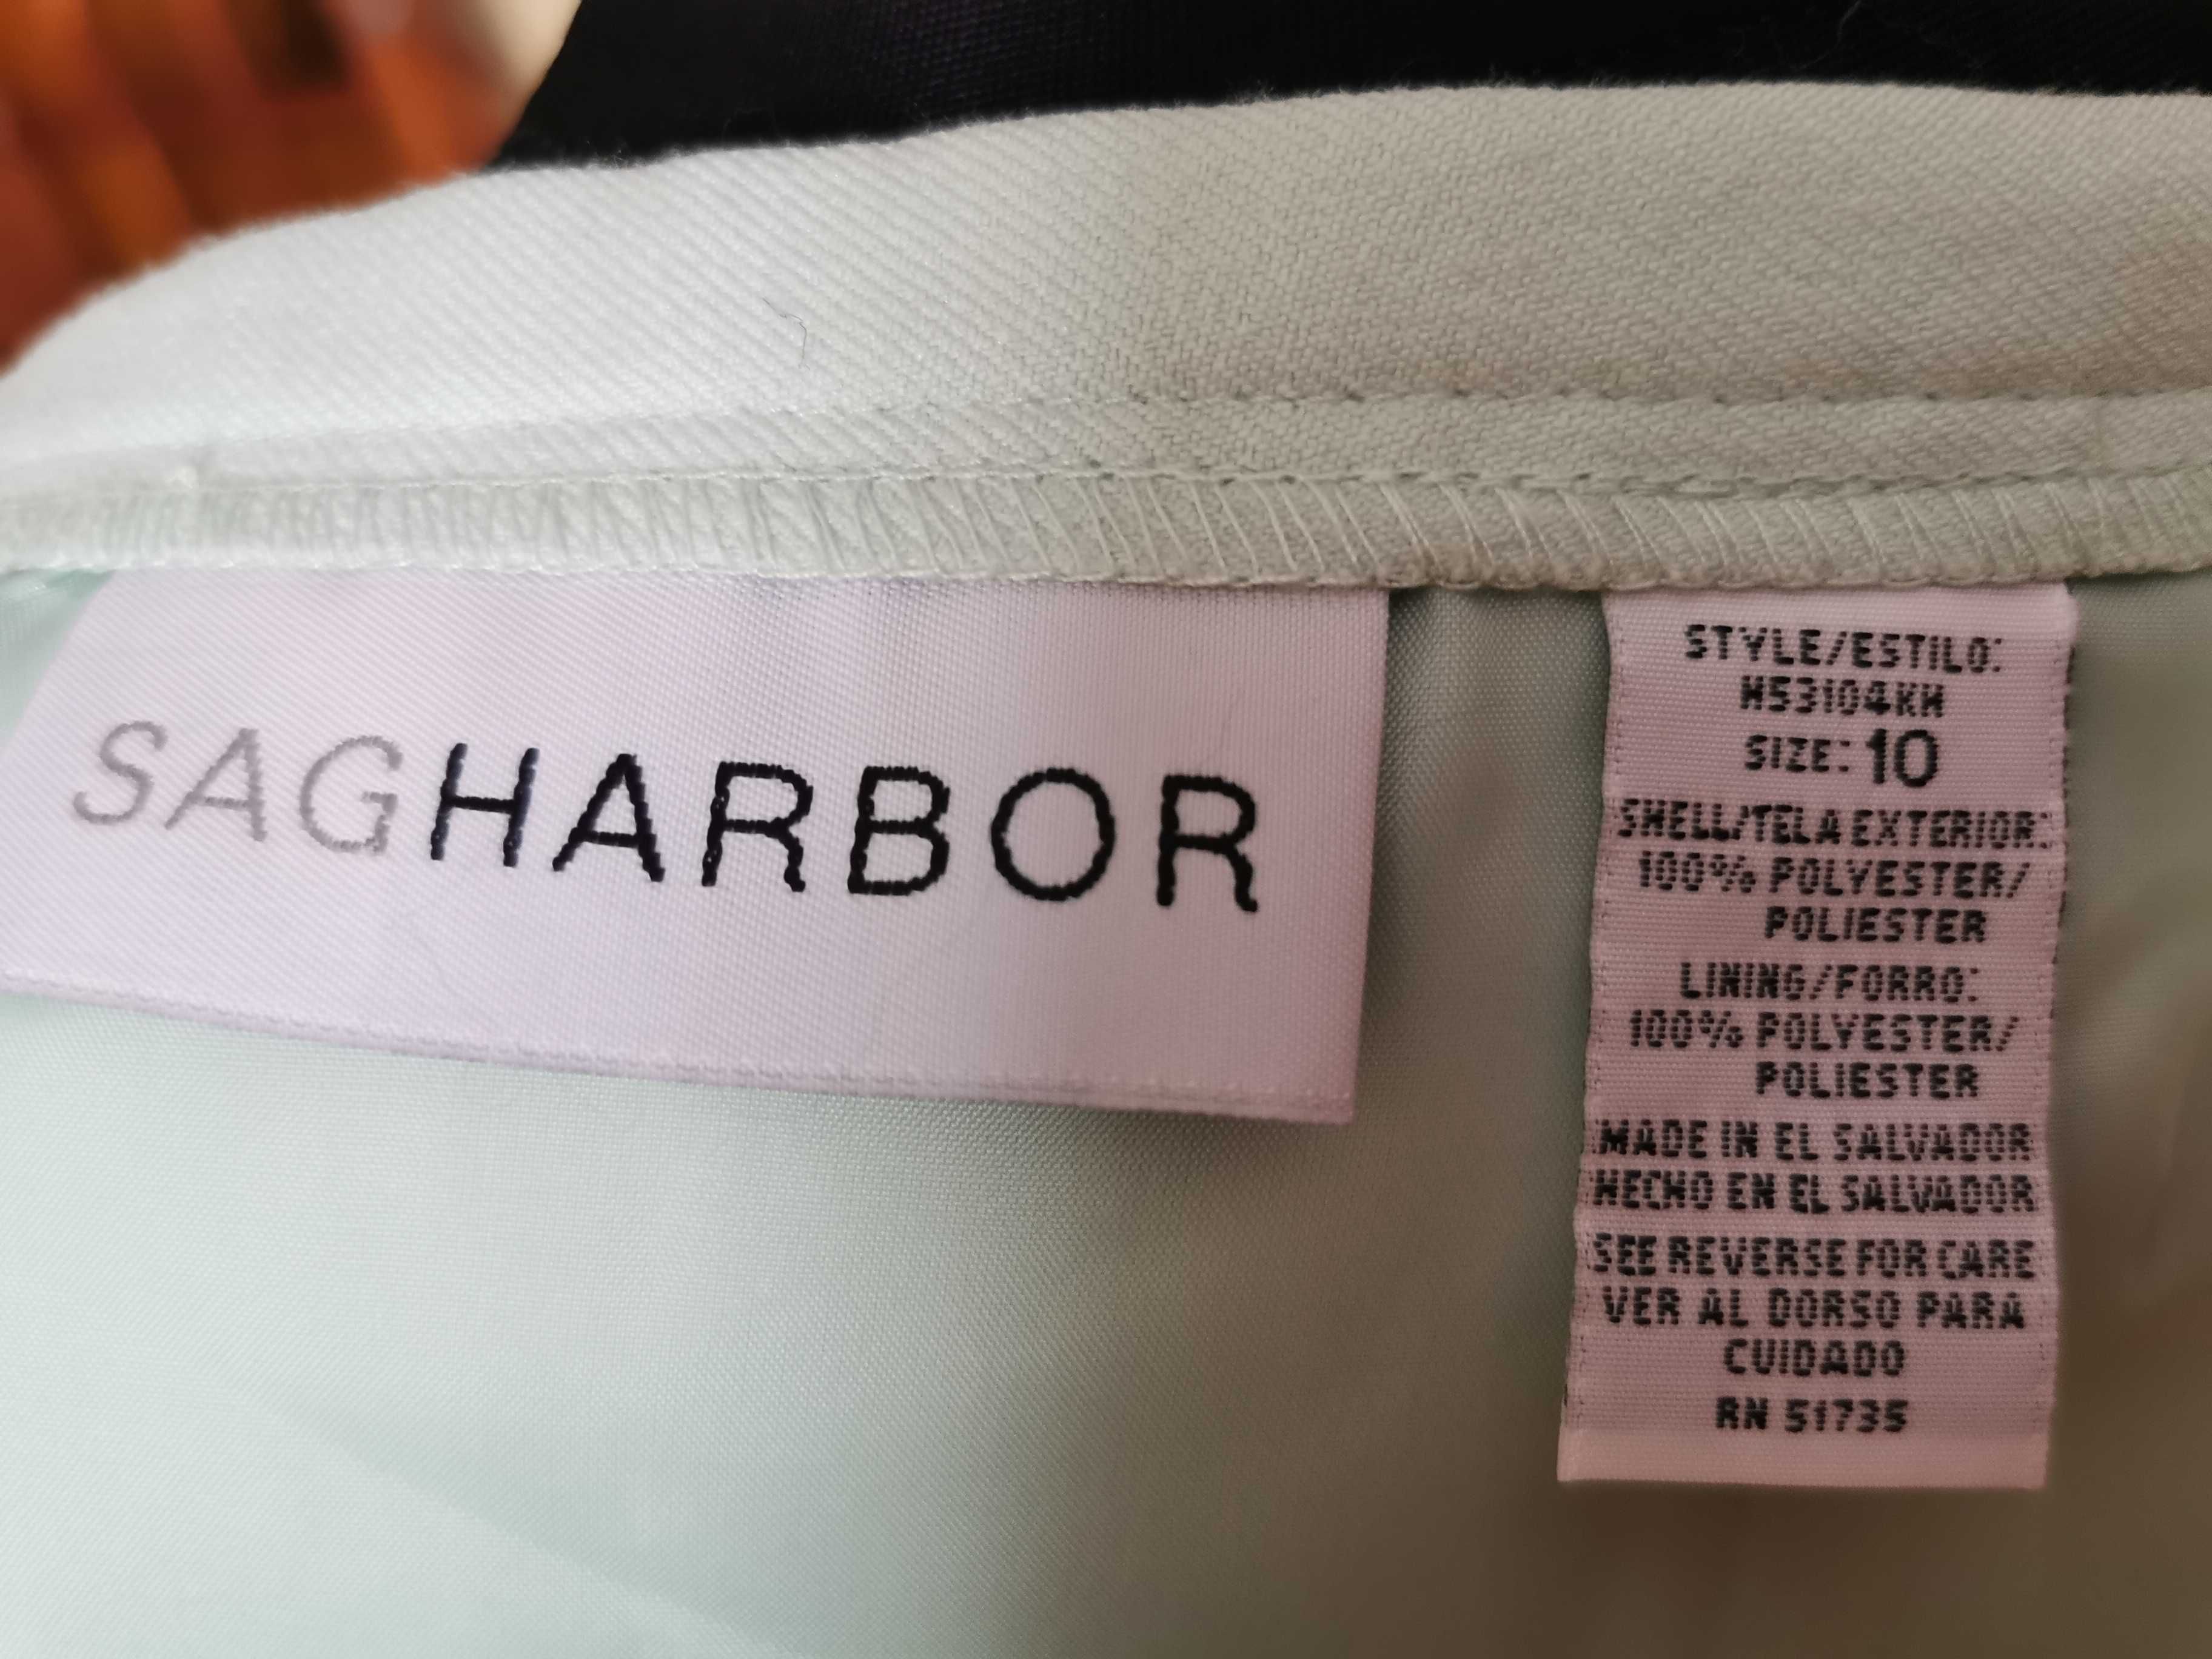 SAGHARBOR
STYLE/ESTILO:
H53104KH
SIZE: 10
SHELL/TELA EXTERIOR:
100% POLYESTER/
POLIESTER
LINING/FORRO:
100% POLYESTER/
POLIESTER
MADE IN EL SALVADOR
HECHO EN EL SALVADOR
SEE REVERSE FOR CARE
VER AL DORSO PARA
CUIDADO
RN 51735